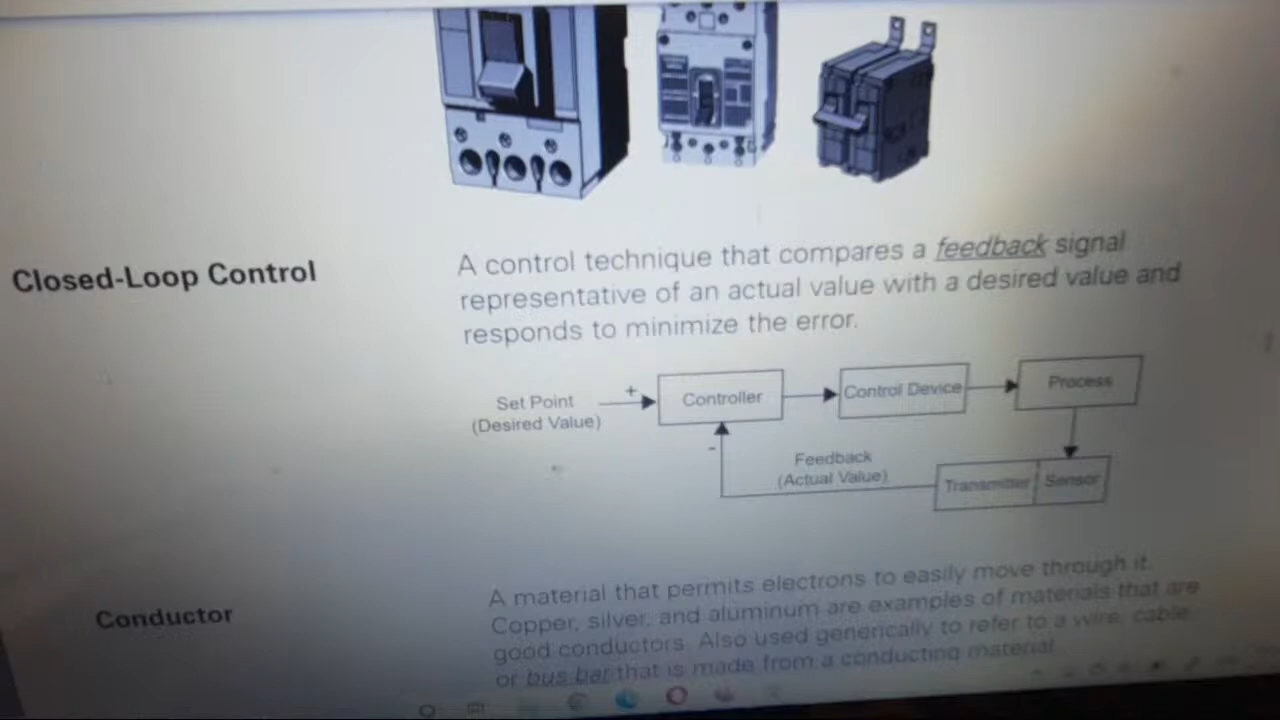 Closed-Loop Control
A control technique that compares a feedback signal
representative of an actual value with a desired value and
responds to minimize the error.
Set Point
(Desired Value)
+
Controller
Control Device
Process
-
Feedback
(Actual Value)
Transmitter
Sensor
Conductor
A material that permits electrons to easily move through it.
Copper, silver, and aluminum are examples of materials that are
good conductors. Also used generically to refer to a wire, cable,
or bus bar that is made from a conducting material.